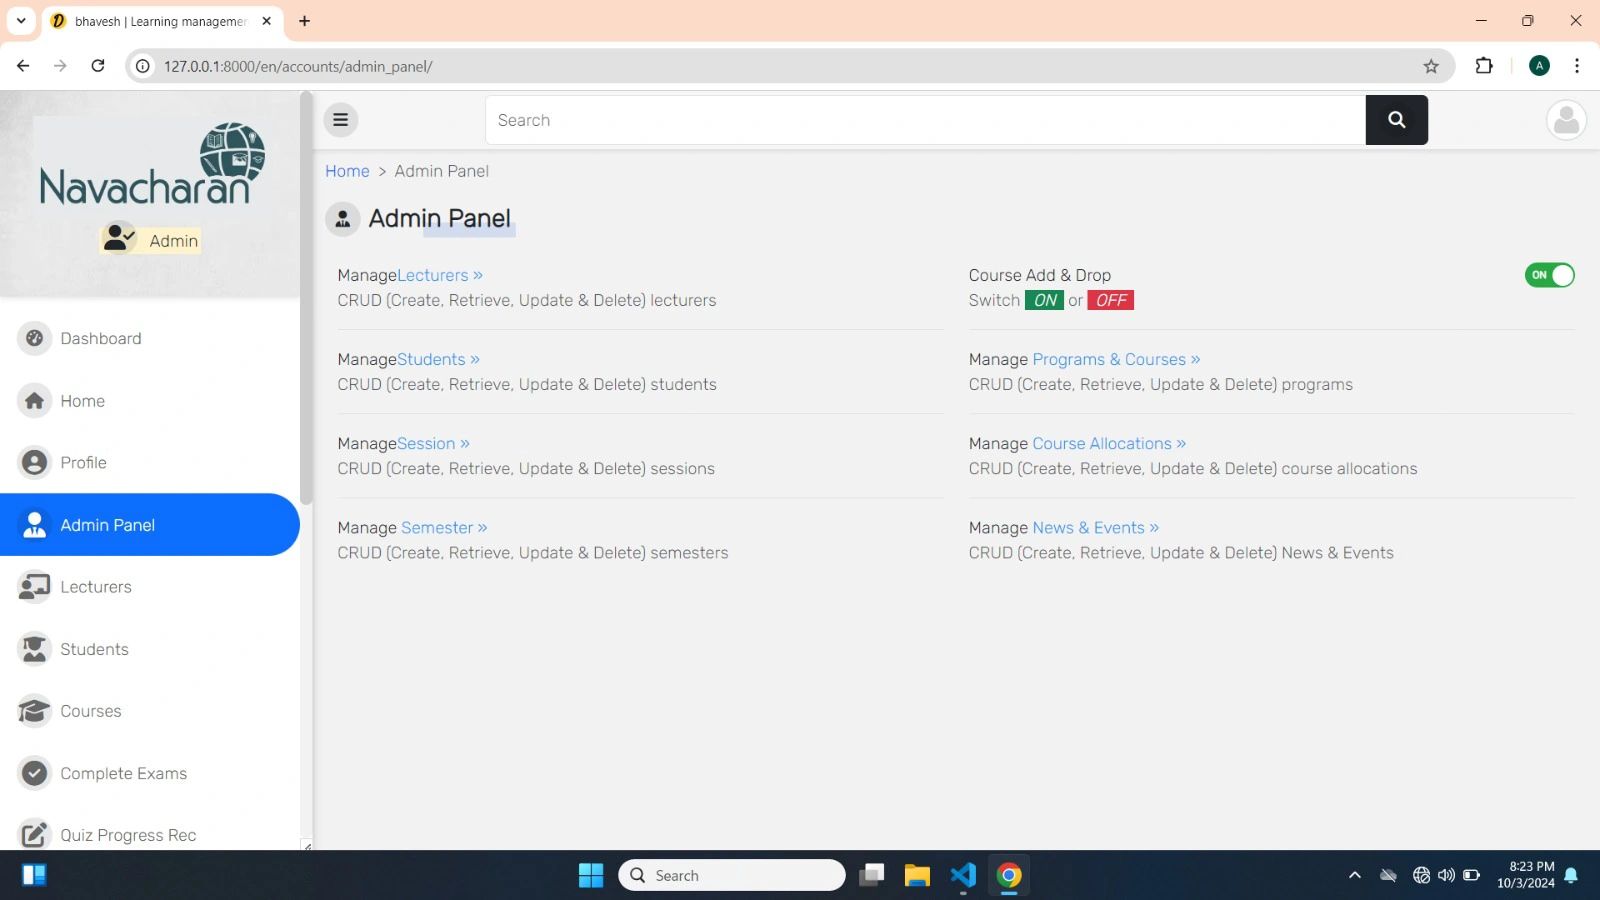 bhavesh | Learning managemer
127.0.0.1:8000/en/accounts/admin_panel/
A
Navacharan
Admin
Search
Home > Admin Panel
Admin Panel
ManageLecturers »
CRUD (Create, Retrieve, Update & Delete) lecturers
Course Add & Drop
ON
Switch ON or OFF
ManageStudents »
CRUD (Create, Retrieve, Update & Delete) students
Manage Programs & Courses »
CRUD (Create, Retrieve, Update & Delete) programs
ManageSession »
CRUD (Create, Retrieve, Update & Delete) sessions
Manage Course Allocations »
CRUD (Create, Retrieve, Update & Delete) course allocations
Manage Semester »
CRUD (Create, Retrieve, Update & Delete) semesters
Manage News & Events »
CRUD (Create, Retrieve, Update & Delete) News & Events
Dashboard
Home
Profile
Admin Panel
Lecturers
Students
Courses
Complete Exams
Quiz Progress Rec
Search
8:23 PM
10/3/2024